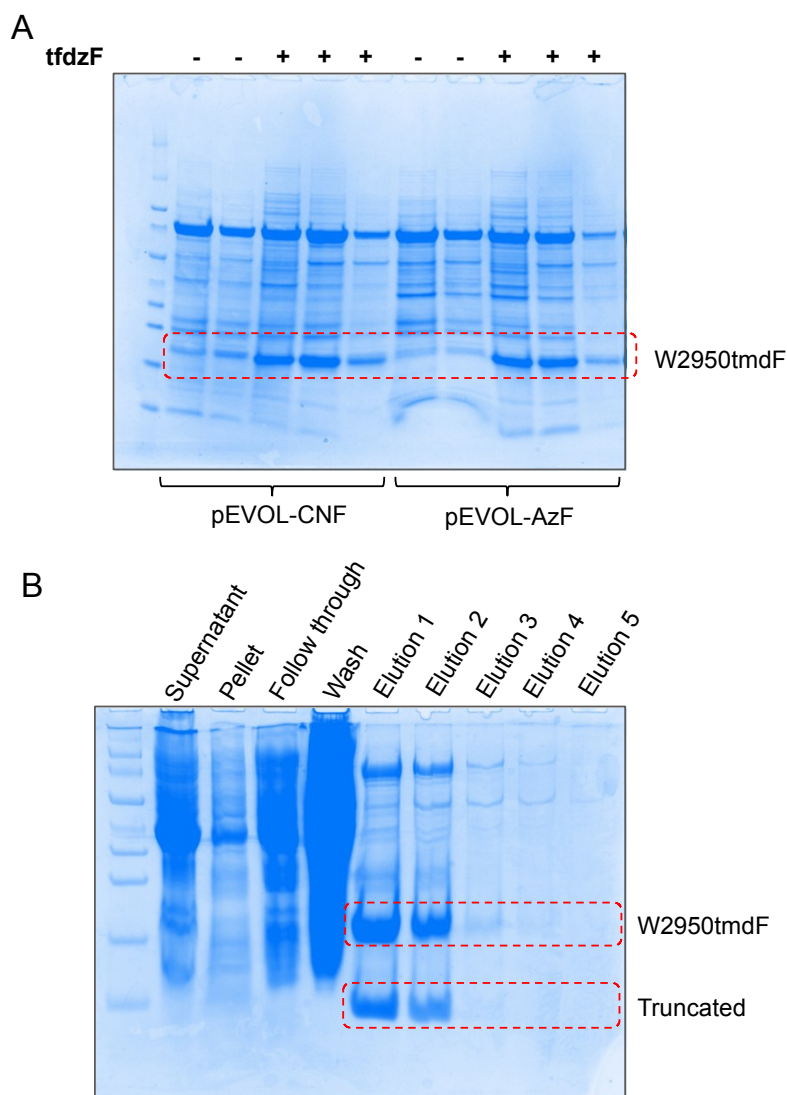 A
tfdzF - - + + + - - + + +
W2950tmdF
pEVOL-CNF pEVOL-AzF
B
Supernatant Pellet Follow through Wash Elution 1 Elution 2 Elution 3 Elution 4 Elution 5
W2950tmdF
Truncated